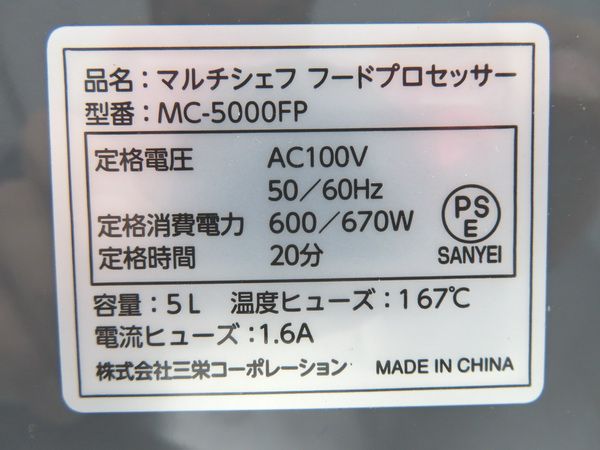 品名：マルチシェフ フードプロセッサー
型番：MC-5000FP
定格電圧 AC100V
50／60Hz
定格消費電力 600／670W
定格時間 20分
PSE
SANYEI
容量：5L 温度ヒューズ：167℃
電流ヒューズ：1.6A
株式会社三栄コーポレーション MADE IN CHINA